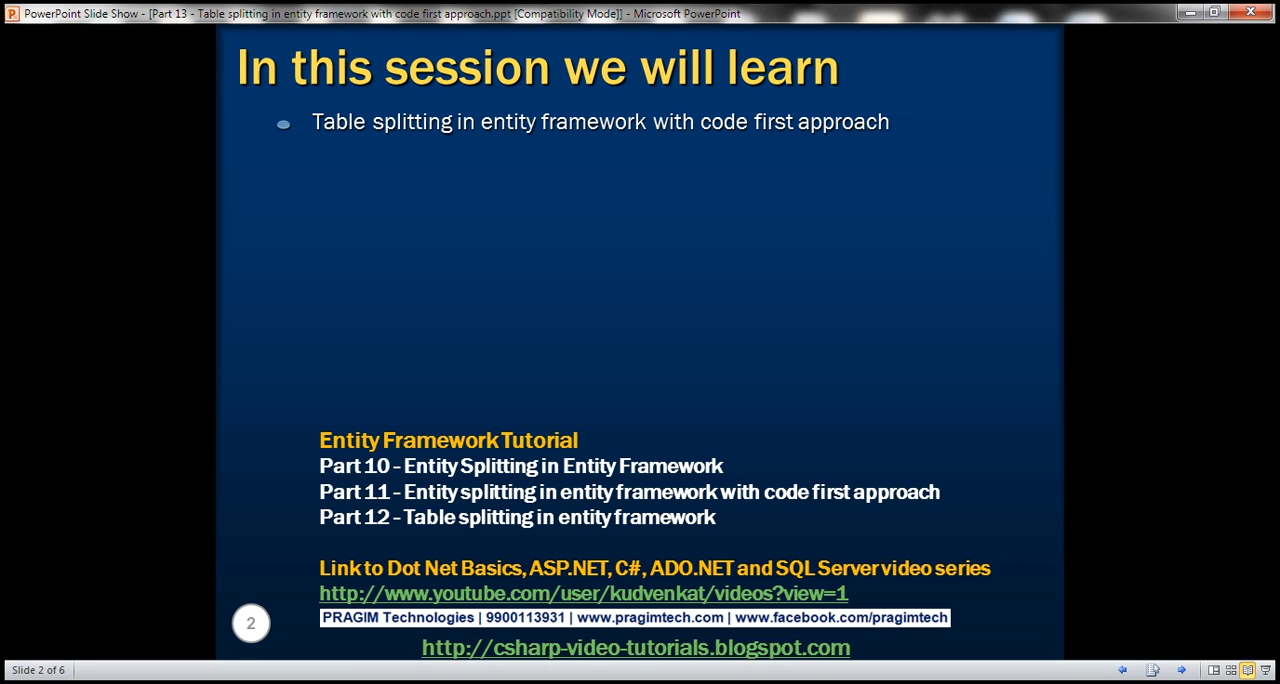 PowerPoint Slide Show - [Part 13 - Table splitting in entity framework with code first approach.ppt [Compatibility Mode]] - Microsoft PowerPoint
In this session we will learn
Table splitting in entity framework with code first approach
Entity Framework Tutorial
Part 10 - Entity Splitting in Entity Framework
Part 11 - Entity splitting in entity framework with code first approach
Part 12 - Table splitting in entity framework
Link to Dot Net Basics, ASP.NET, C#, ADO.NET and SQL Server video series
http://www.youtube.com/user/kudvenkat/videos?view=1
PRAGIM Technologies | 9900113931 | www.pragimtech.com | www.facebook.com/pragimtech
2
http://csharp-video-tutorials.blogspot.com
Slide 2 of 6